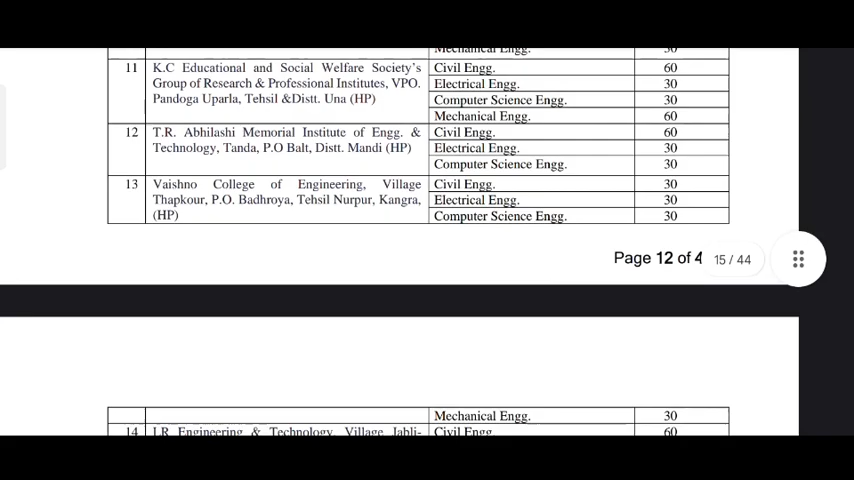 Mechanical Engg. 30
11 K.C Educational and Social Welfare Society's Civil Engg. 60
Group of Research & Professional Institutes, VPO. Electrical Engg. 30
Pandoga Uparla, Tehsil &Distt. Una (HP) Computer Science Engg. 30
Mechanical Engg. 60
12 T.R. Abhilashi Memorial Institute of Engg. & Civil Engg. 60
Technology, Tanda, P.O Balt, Distt. Mandi (HP) Electrical Engg. 30
Computer Science Engg. 30
13 Vaishno College of Engineering, Village Civil Engg. 30
Thapkour, P.O. Badhroya, Tehsil Nurpur, Kangra, Electrical Engg. 30
(HP) Computer Science Engg. 30
Page 12 of 4 15 / 44
Mechanical Engg. 30
14 Engineering & Technology, Village Jabli- Civil Engg. 60